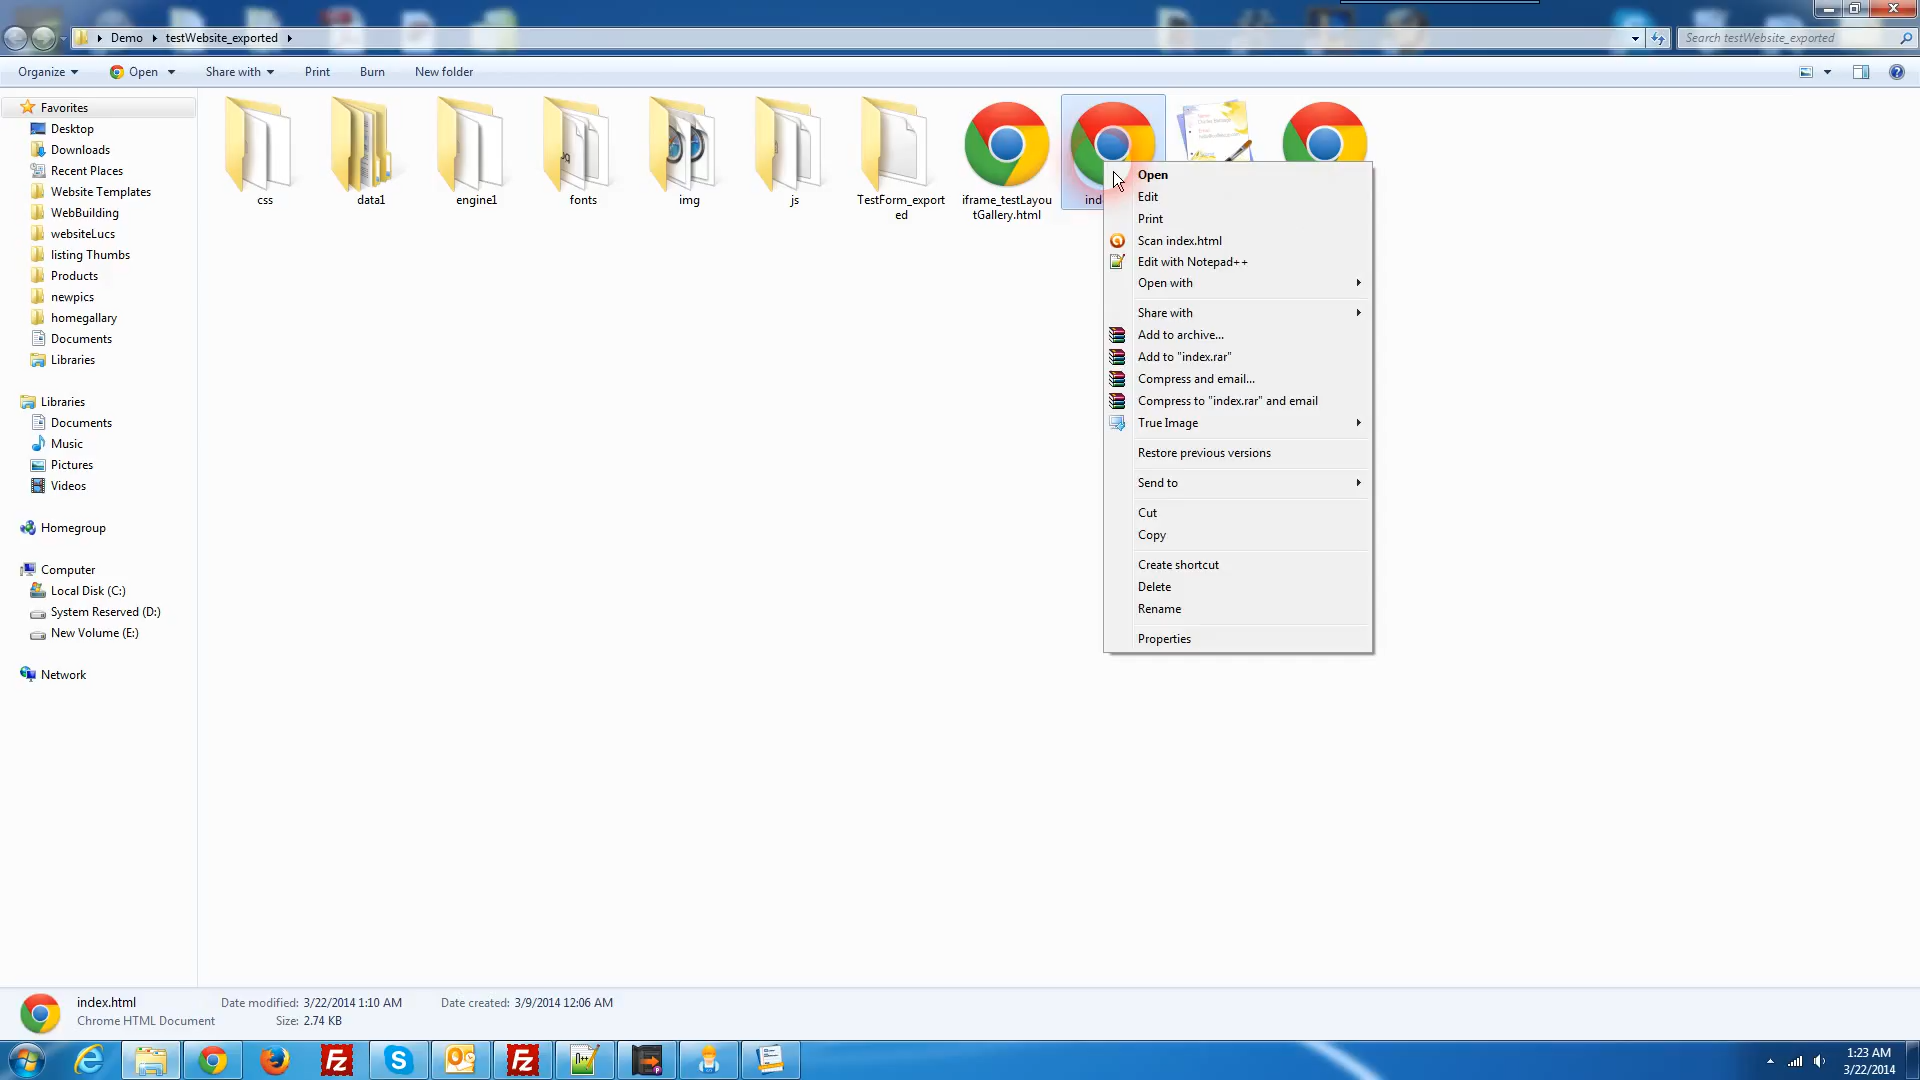 Demo testWebsite_exported
Search testWebsite_exported
Organize Open Share with Print Burn New folder
Favorites
Desktop
Downloads
Recent Places
Website Templates
WebBuilding
websiteLucs
listing Thumbs
Products
newpics
homegallary
Documents
Libraries
Libraries
Documents
Music
Pictures
Videos
Homegroup
Computer
Local Disk (C:)
System Reserved (D:)
New Volume (E:)
Network
css
data1
engine1
fonts
img
js
TestForm_export
ed
iframe_testLayou
tGallery.html
Open
Edit
Print
Scan index.html
Edit with Notepad++
Open with
Share with
Add to archive...
Add to "index.rar"
Compress and email...
Compress to "index.rar" and email
True Image
Restore previous versions
Send to
Cut
Copy
Create shortcut
Delete
Rename
Properties
index.html Date modified: 3/22/2014 1:10 AM Date created: 3/9/2014 12:06 AM
Chrome HTML Document Size: 2.74 KB
1:23 AM
3/22/2014